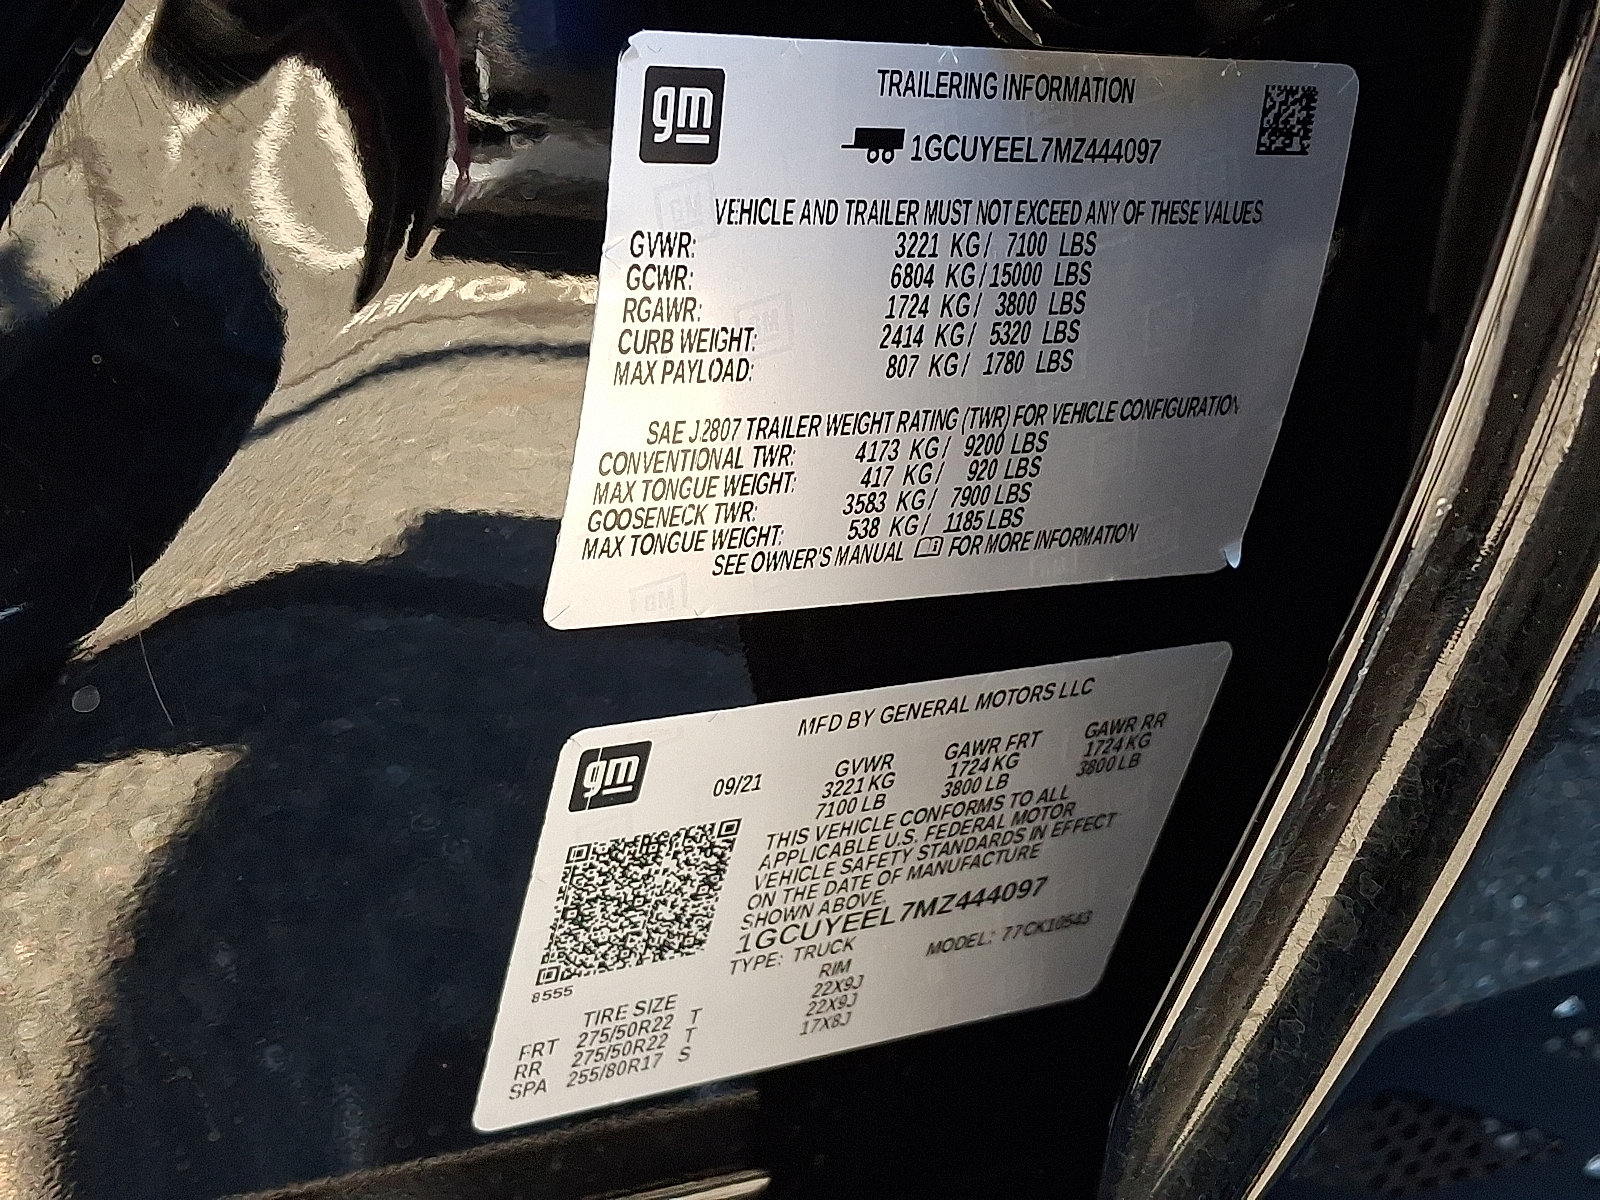 gm
TRAILERING INFORMATION
1GCUYEEL7MZ444097
VEHICLE AND TRAILER MUST NOT EXCEED ANY OF THESE VALUES
GVWR: 3221 KG/ 7100 LBS
GCWR: 6804 KG/15000 LBS
RGAWR: 1724 KG/ 3800 LBS
CURB WEIGHT: 2414 KG/ 5320 LBS
MAX PAYLOAD: 807 KG/ 1780 LBS
SAE J2807 TRAILER WEIGHT RATING (TWR) FOR VEHICLE CONFIGURATION
CONVENTIONAL TWR: 4173 KG/ 9200 LBS
MAX TONGUE WEIGHT: 417 KG/ 920 LBS
GOOSENECK TWR: 3583 KG/ 7900 LBS
MAX TONGUE WEIGHT: 538 KG/ 1185 LBS
SEE OWNER'S MANUAL FOR MORE INFORMATION
gm
MFD BY GENERAL MOTORS LLC
09/21
GVWR GAWR FRT GAWR RR
3221 KG 1724 KG 1724 KG
7100 LB 3800 LB 3800 LB
THIS VEHICLE CONFORMS TO ALL
APPLICABLE U.S. FEDERAL MOTOR
VEHICLE SAFETY STANDARDS IN EFFECT
ON THE DATE OF MANUFACTURE
SHOWN ABOVE.
1GCUYEEL7MZ444097
TYPE: TRUCK MODEL: 77CK10543
8555
TIRE SIZE RIM
FRT 275/50R22 T 22X9J
RR 275/50R22 T 22X9J
SPA 255/80R17 S 17X8J